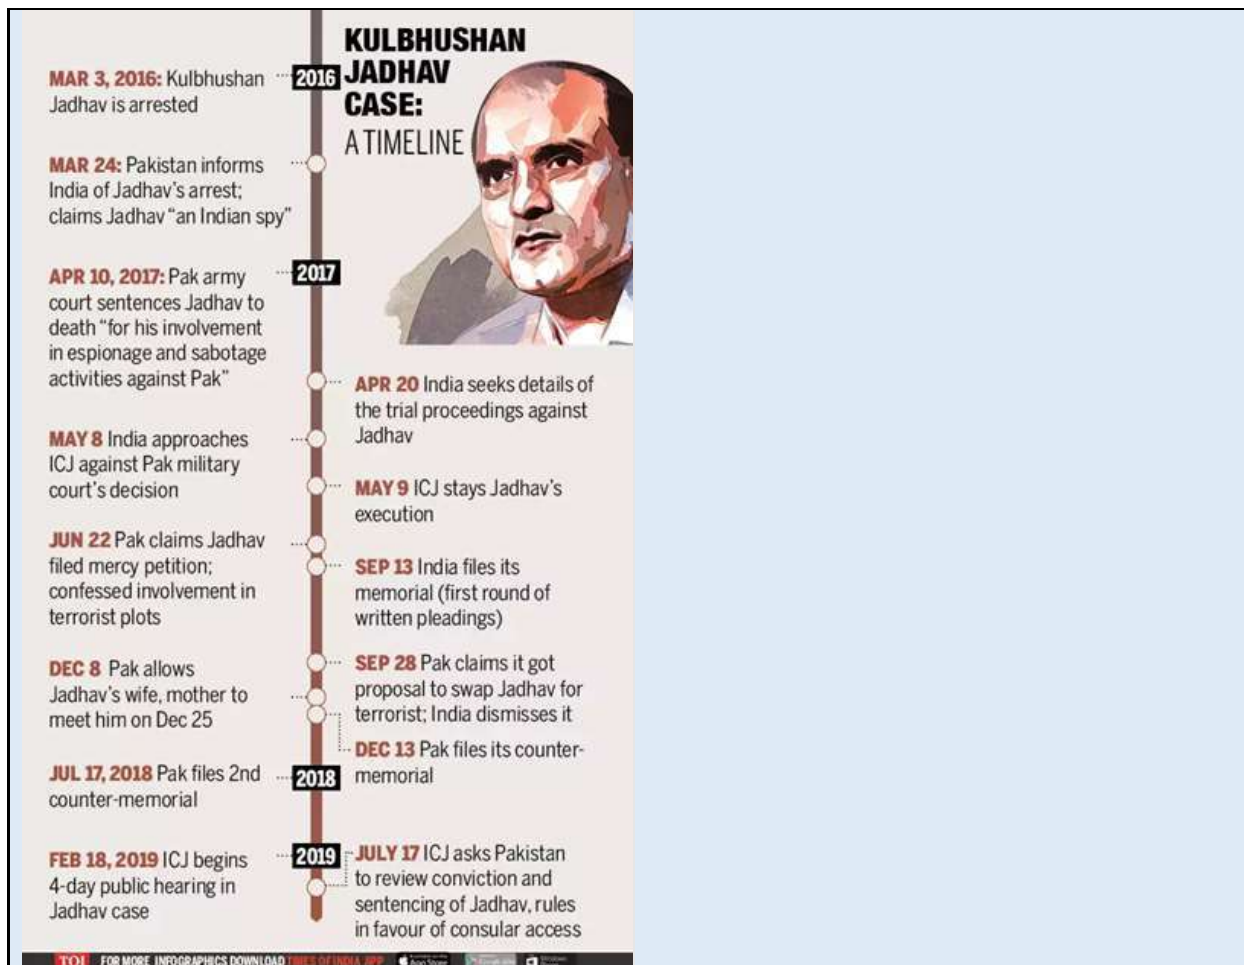 KULBHUSHAN
JADHAV
CASE:
A TIMELINE
2016
MAR 3, 2016: Kulbhushan
Jadhav is arrested
MAR 24: Pakistan informs
India of Jadhav's arrest;
claims Jadhav "an Indian spy"
2017
APR 10, 2017: Pak army
court sentences Jadhav to
death "for his involvement
in espionage and sabotage
activities against Pak"
APR 20 India seeks details of
the trial proceedings against
Jadhav
MAY 8 India approaches
ICJ against Pak military
court's decision
MAY 9 ICJ stays Jadhav's
execution
JUN 22 Pak claims Jadhav
filed mercy petition;
confessed involvement in
terrorist plots
SEP 13 India files its
memorial (first round of
written pleadings)
SEP 28 Pak claims it got
proposal to swap Jadhav for
terrorist; India dismisses it
DEC 8 Pak allows
Jadhav's wife, mother to
meet him on Dec 25
DEC 13 Pak files its counter-
memorial
2018
JUL 17, 2018 Pak files 2nd
counter-memorial
2019
FEB 18, 2019 ICJ begins
4-day public hearing in
Jadhav case
JULY 17 ICJ asks Pakistan
to review conviction and
sentencing of Jadhav, rules
in favour of consular access
TOI FOR MORE INFOGRAPHICS DOWNLOAD TIMES OF INDIA APP
App Store